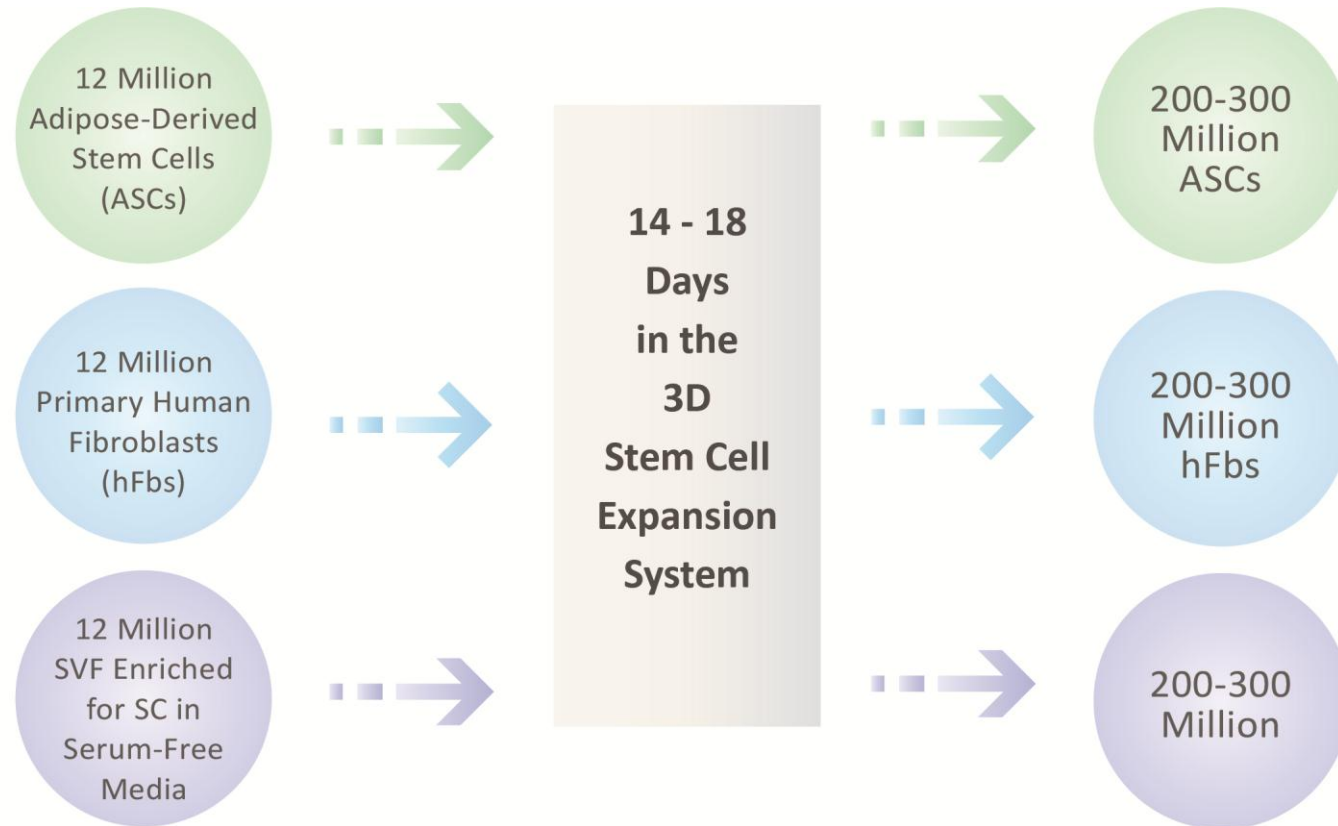 12 Million
Adipose-Derived
Stem Cells
(ASCs)
12 Million
Primary Human
Fibroblasts
(hFbs)
12 Million
SVF Enriched
for SC in
Serum-Free
Media
14 - 18
Days
in the
3D
Stem Cell
Expansion
System
200-300
Million
ASCs
200-300
Million
hFbs
200-300
Million